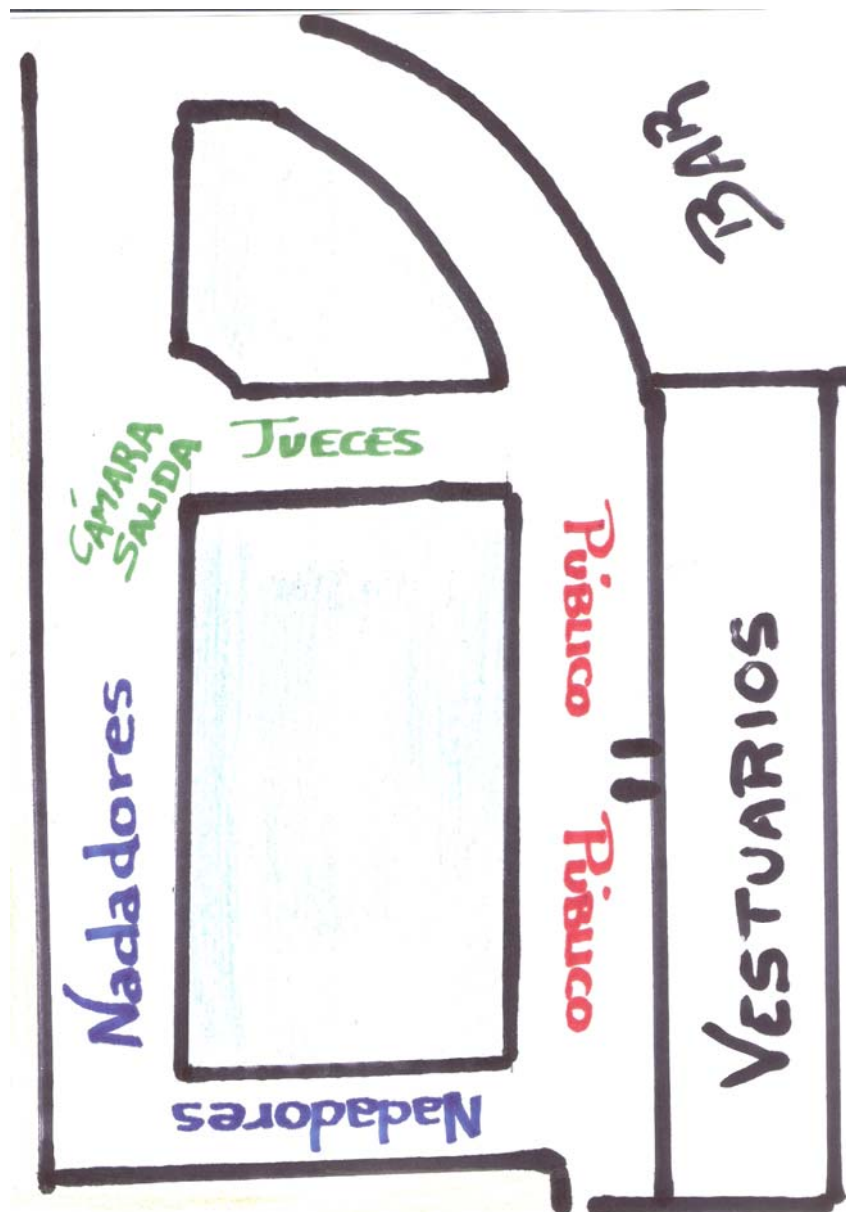 BAR
JUECES
CÁMARA
SALIDA
PÚBLICO
Nadadores
VESTUARIOS
PÚBLICO
Nadadores